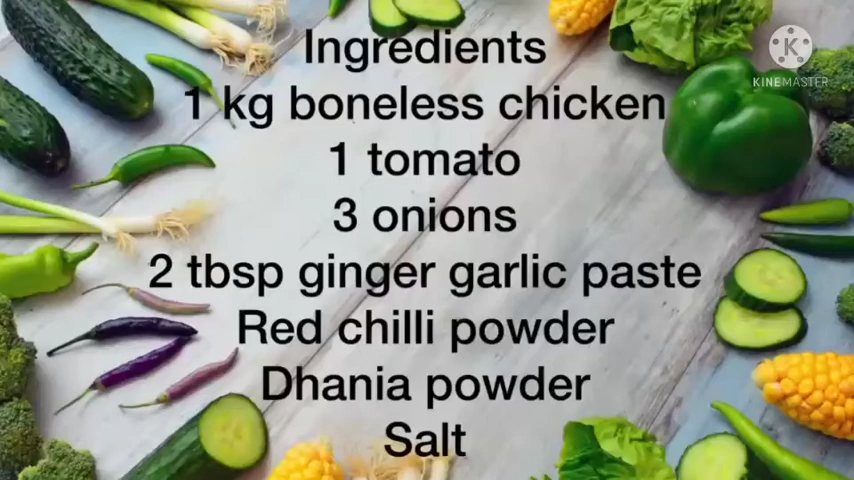 Ingredients
1 kg boneless chicken
1 tomato
3 onions
2 tbsp ginger garlic paste
Red chilli powder
Dhania powder
Salt
K
KINEMASTER